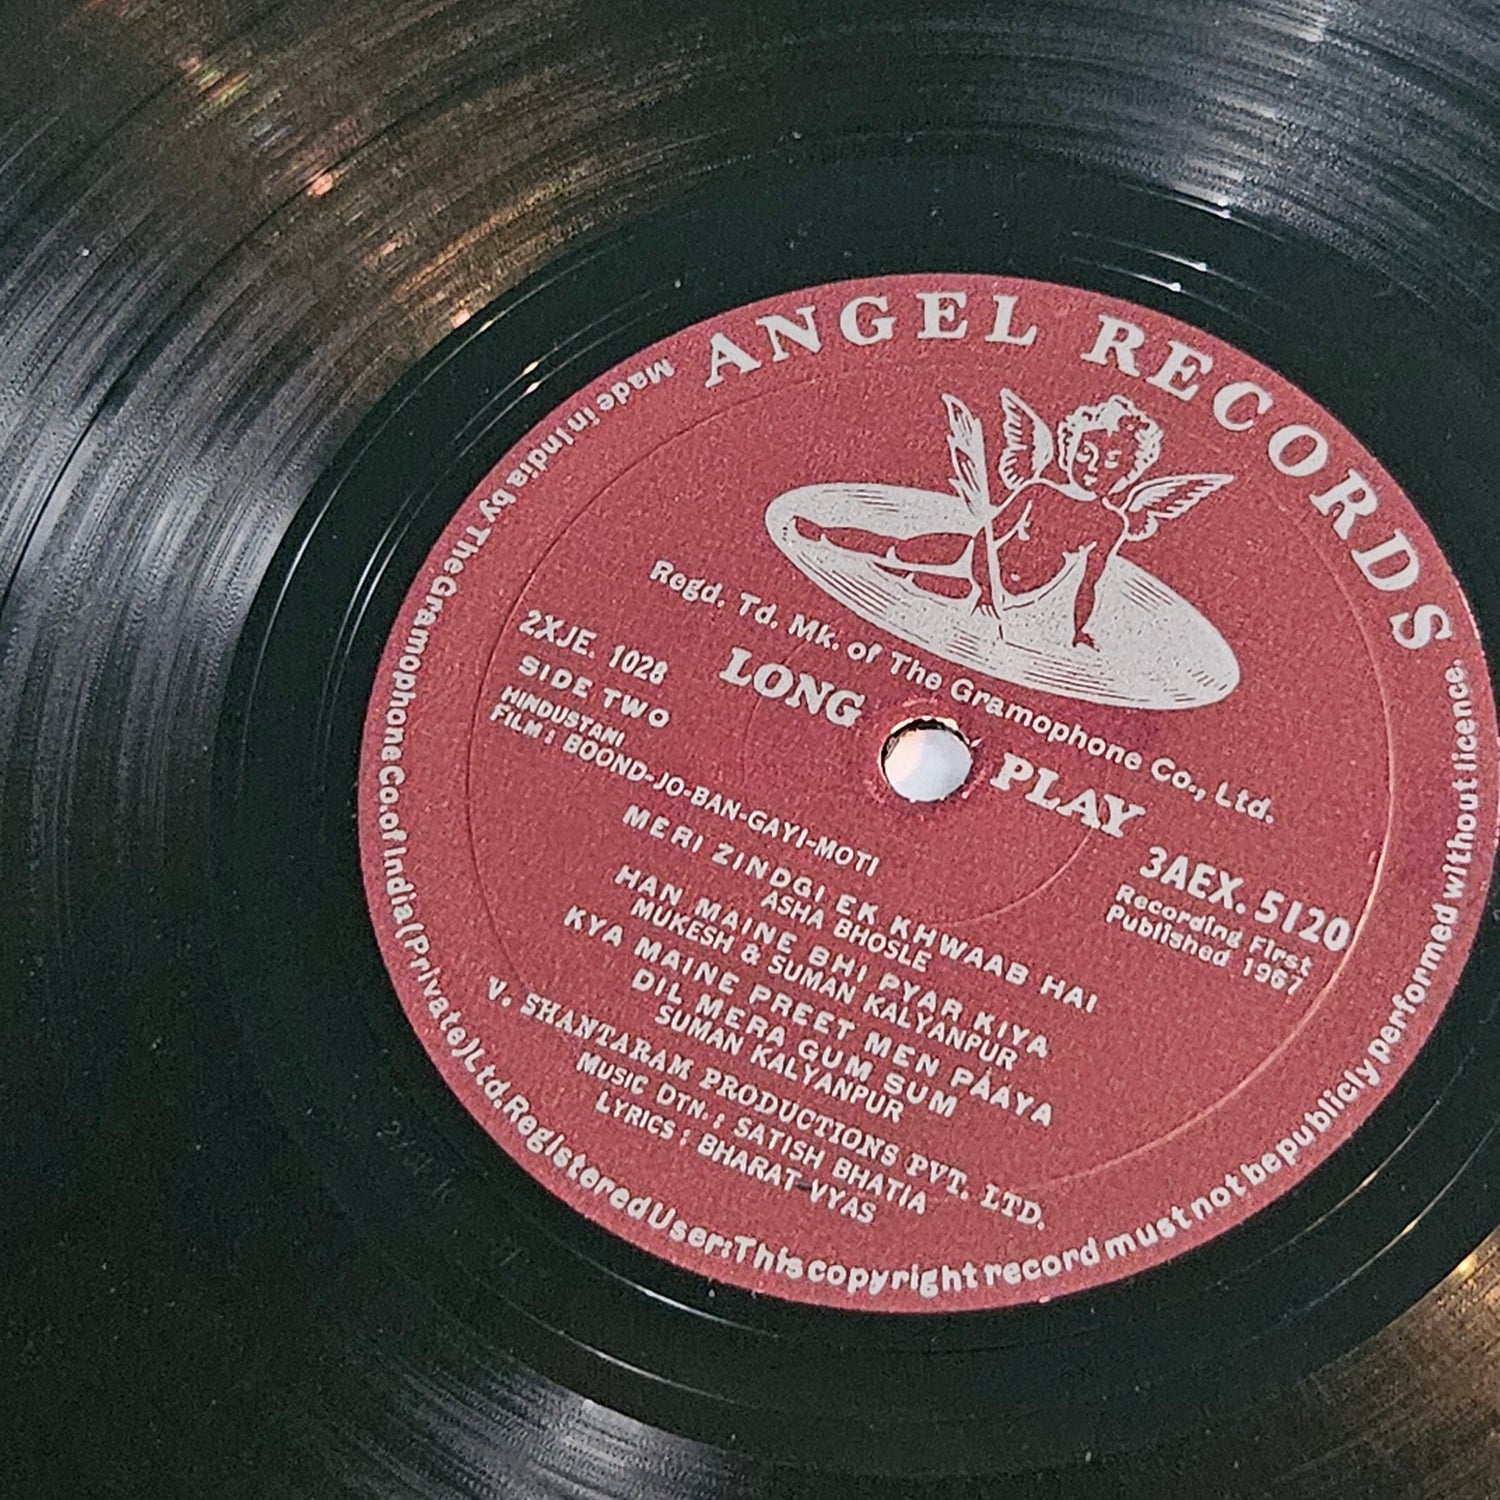 ANGEL RECORDS
Regd. Td. Mk. of The Gramophone Co., Ltd.
LONG PLAY
2XJE. 1028
SIDE TWO
HINDUSTANI
FILM : BOOND-JO-BAN-GAYI-MOTI
3AEX. 5120
Recording First
Published 1967
MERI ZINDGI EK KHWAAB HAI
ASHA BHOSLE
HAN MAINE BHI PYAR KIYA
MUKESH & SUMAN KALYANPUR
KYA MAINE PREET MEN PAAYA
DIL MERA GUM SUM
SUMAN KALYANPUR
V. SHANTARAM PRODUCTIONS PVT. LTD.
MUSIC DTN. : SATISH BHATIA
LYRICS : BHARAT VYAS
Made in India by The Gramophone Co. of India (Private) Ltd. Registered User: This copyright record must not be publicly performed without licence.